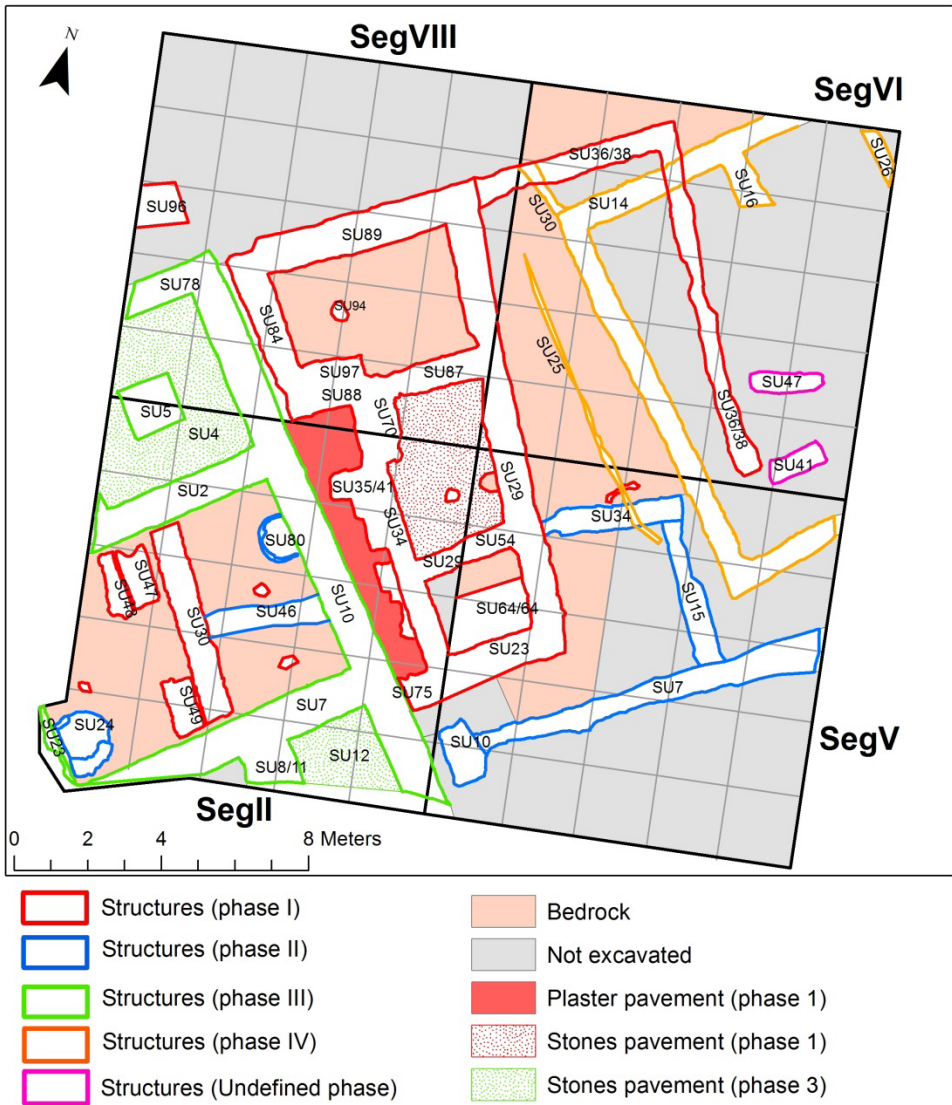 N
SegVIII
SegVI
SU36/38
SU26
SU16
SU96
SU30
SU14
SU89
SU78
SU94
SU84
SU25
SU97
SU87
SU47
SU88
SU5
SU70
SU36/38
SU4
SU41
SU35/41
SU29
SU2
SU34
SU34
SU80
SU54
SU29
SU47
SU48
SU46
SU10
SU64/64
SU15
SU30
SU23
SU75
SU7
SU49
SU7
SU24
SU23
SU10
SU12
SU8/11
SegV
SegII
0 2 4 8 Meters
Structures (phase I)
Structures (phase II)
Structures (phase III)
Structures (phase IV)
Structures (Undefined phase)
Bedrock
Not excavated
Plaster pavement (phase 1)
Stones pavement (phase 1)
Stones pavement (phase 3)